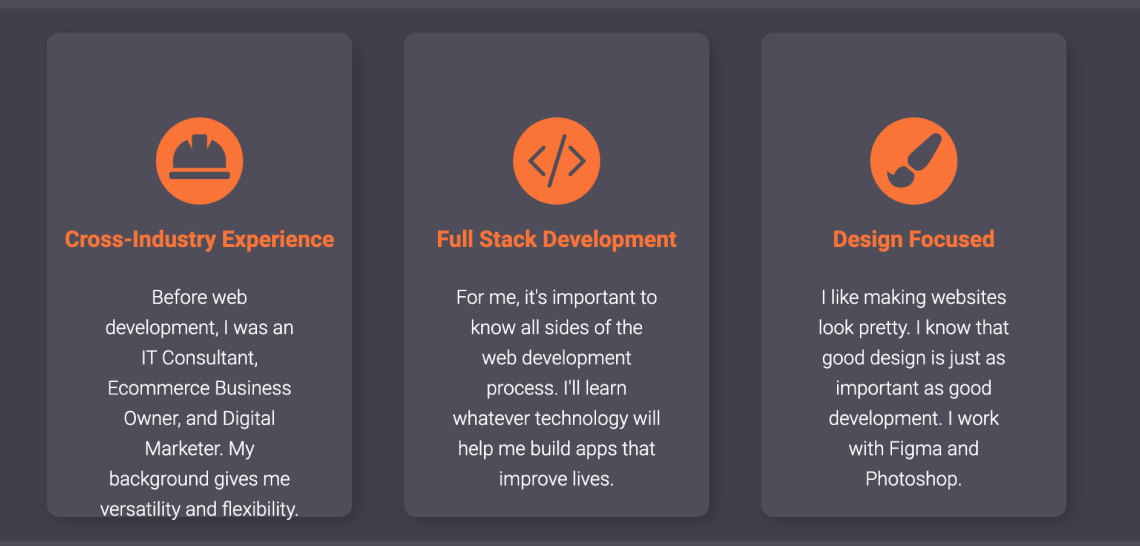 Cross-Industry Experience
Before web
development, I was an
IT Consultant,
Ecommerce Business
Owner, and Digital
Marketer. My
background gives me
versatility and flexibility.
Full Stack Development
For me, it's important to
know all sides of the
web development
process. I'll learn
whatever technology will
help me build apps that
improve lives.
Design Focused
I like making websites
look pretty. I know that
good design is just as
important as good
development. I work
with Figma and
Photoshop.